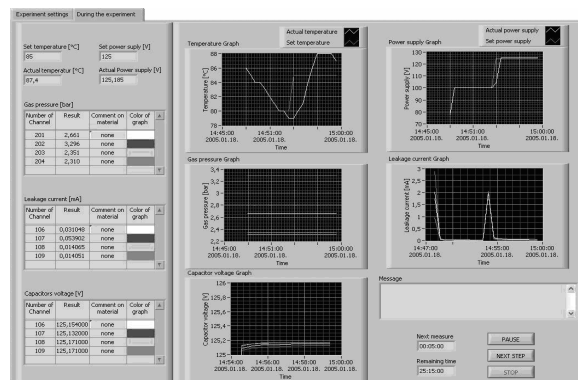 Experiment settings During the experiment
Set temperature [°C]
85
Set power suply [V]
125
Actual temperatur [°C]
87,4
Actual Power supply [V]
125,185
Gas pressure [bar]
Number of Channel Result Comment on material Color of graph
201 2,661 none
202 3,296 none
203 2,351 none
204 2,310 none
Leakage current [mA]
Number of Channel Result Comment on material Color of graph
106 0,031048 none
107 0,053902 none
108 0,014065 none
109 0,014051 none
Capacitors voltage [V]
Number of Channel Result Comment on material Color of graph
106 125,154000 none
107 125,132000 none
108 125,171000 none
109 125,171000 none
Actual temperature
Set temperature
Temperature Graph
Temperature [°C]
88
86
84
82
80
78
14:45:00 14:51:00 15:00:00
2005.01.18. 2005.01.18. 2005.01.18.
Time
Gas pressure Graph
Gas pressure [bar]
3,4
3,2
3
2,8
2,6
2,4
2,2
14:45:00 14:51:00 15:00:00
2005.01.18. 2005.01.18. 2005.01.18.
Time
Capacitor voltage Graph
Capacitor voltage [V]
126
125,8
125,6
125,4
125,2
125
14:54:00 14:56:00 14:58:00 15:00:00
2005.01.18. 2005.01.18. 2005.01.18. 2005.01.18.
Time
Actual power supply
Set power supply
Power supply Graph
Power supply [V]
130
120
110
100
90
80
70
14:45:00 14:51:00 15:00:00
2005.01.18. 2005.01.18. 2005.01.18.
Time
Leakage current Graph
Leakage current [mA]
3
2,5
2
1,5
1
0,5
0
14:47:00 14:55:00 15:00:00
2005.01.18. 2005.01.18. 2005.01.18.
Time
Message
Next measure
00:05:00
Remaining time
25:15:00
PAUSE
NEXT STEP
STOP